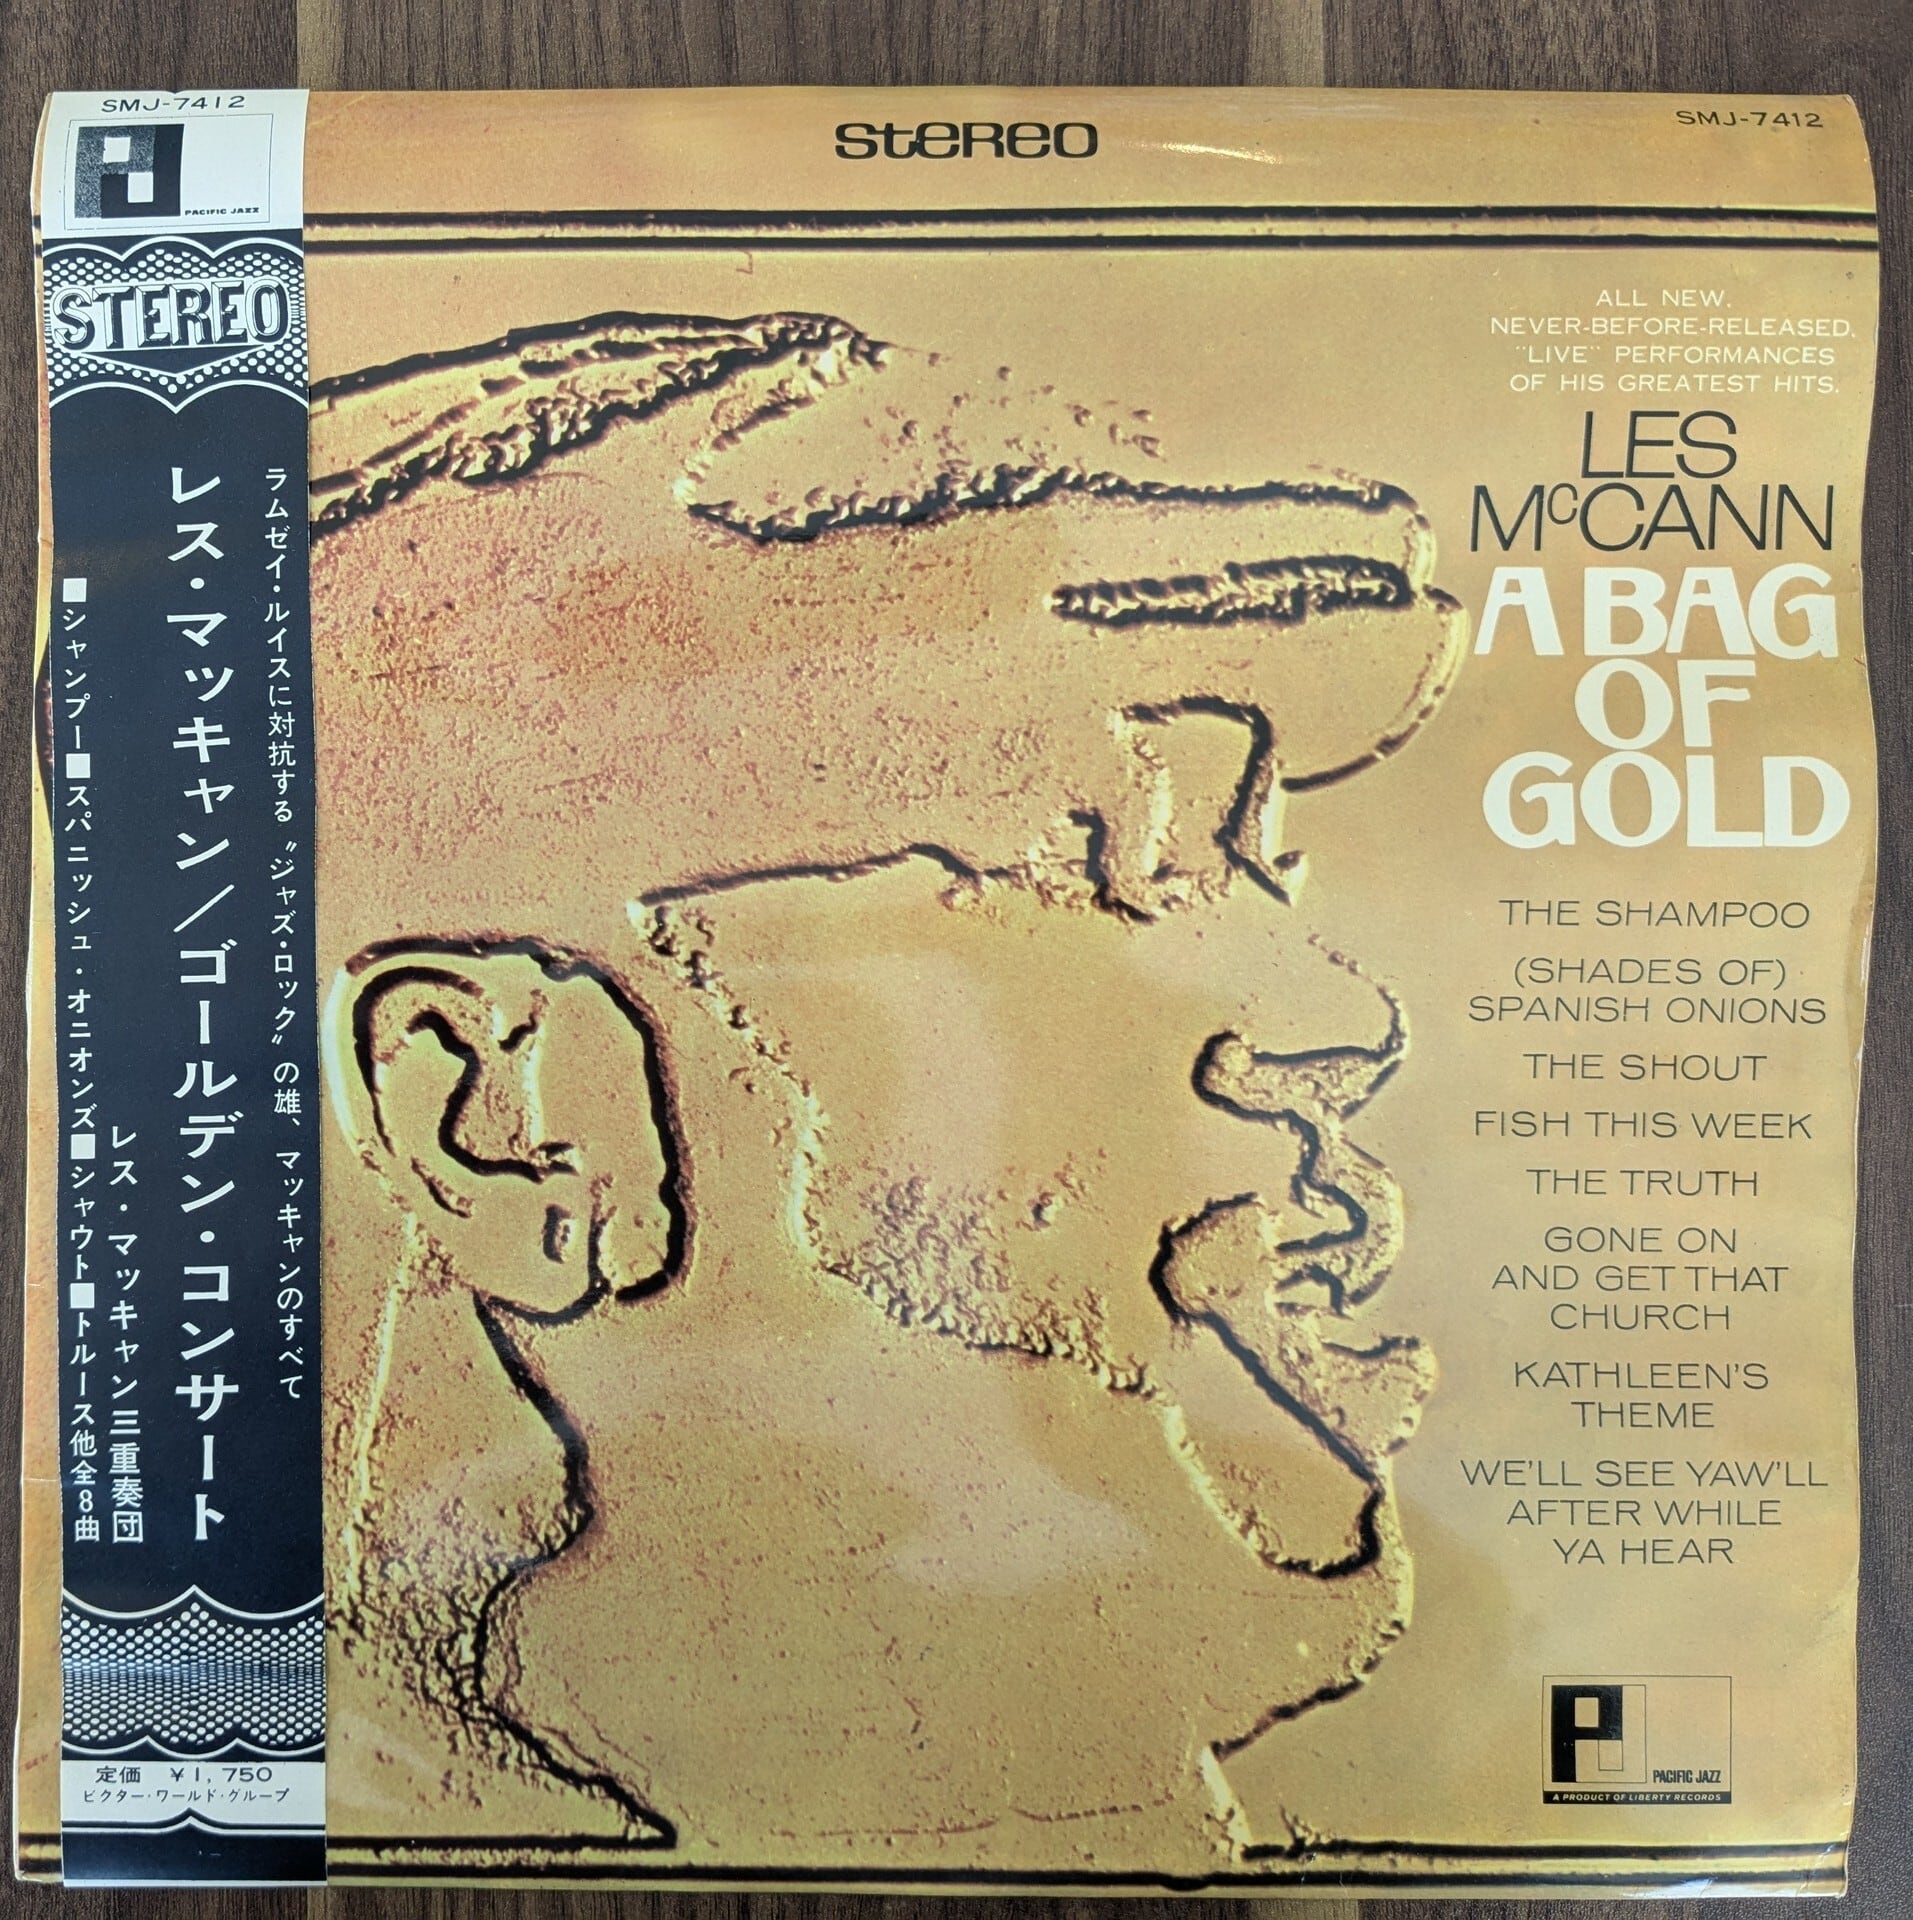 SMJ-7412
PACIFIC JAZZ
STEREO
ラムゼイ・ルイスに対抗する〝ジャズ・ロック〟の雄、マッキャンのすべて
レス・マッキャン/ゴールデン・コンサート
レス・マッキャン三重奏団
■シャンプー■スパニッシュ・オニオンズ■シャウト■トルース他全8曲
定価 ¥1,750
ビクター・ワールド・グループ
STEREO
SMJ-7412
ALL NEW,
NEVER-BEFORE-RELEASED,
"LIVE" PERFORMANCES
OF HIS GREATEST HITS.
LES
McCANN
A BAG
OF
GOLD
THE SHAMPOO
(SHADES OF)
SPANISH ONIONS
THE SHOUT
FISH THIS WEEK
THE TRUTH
GONE ON
AND GET THAT
CHURCH
KATHLEEN'S
THEME
WE'LL SEE YAW'LL
AFTER WHILE
YA HEAR
PACIFIC JAZZ
A PRODUCT OF LIBERTY RECORDS